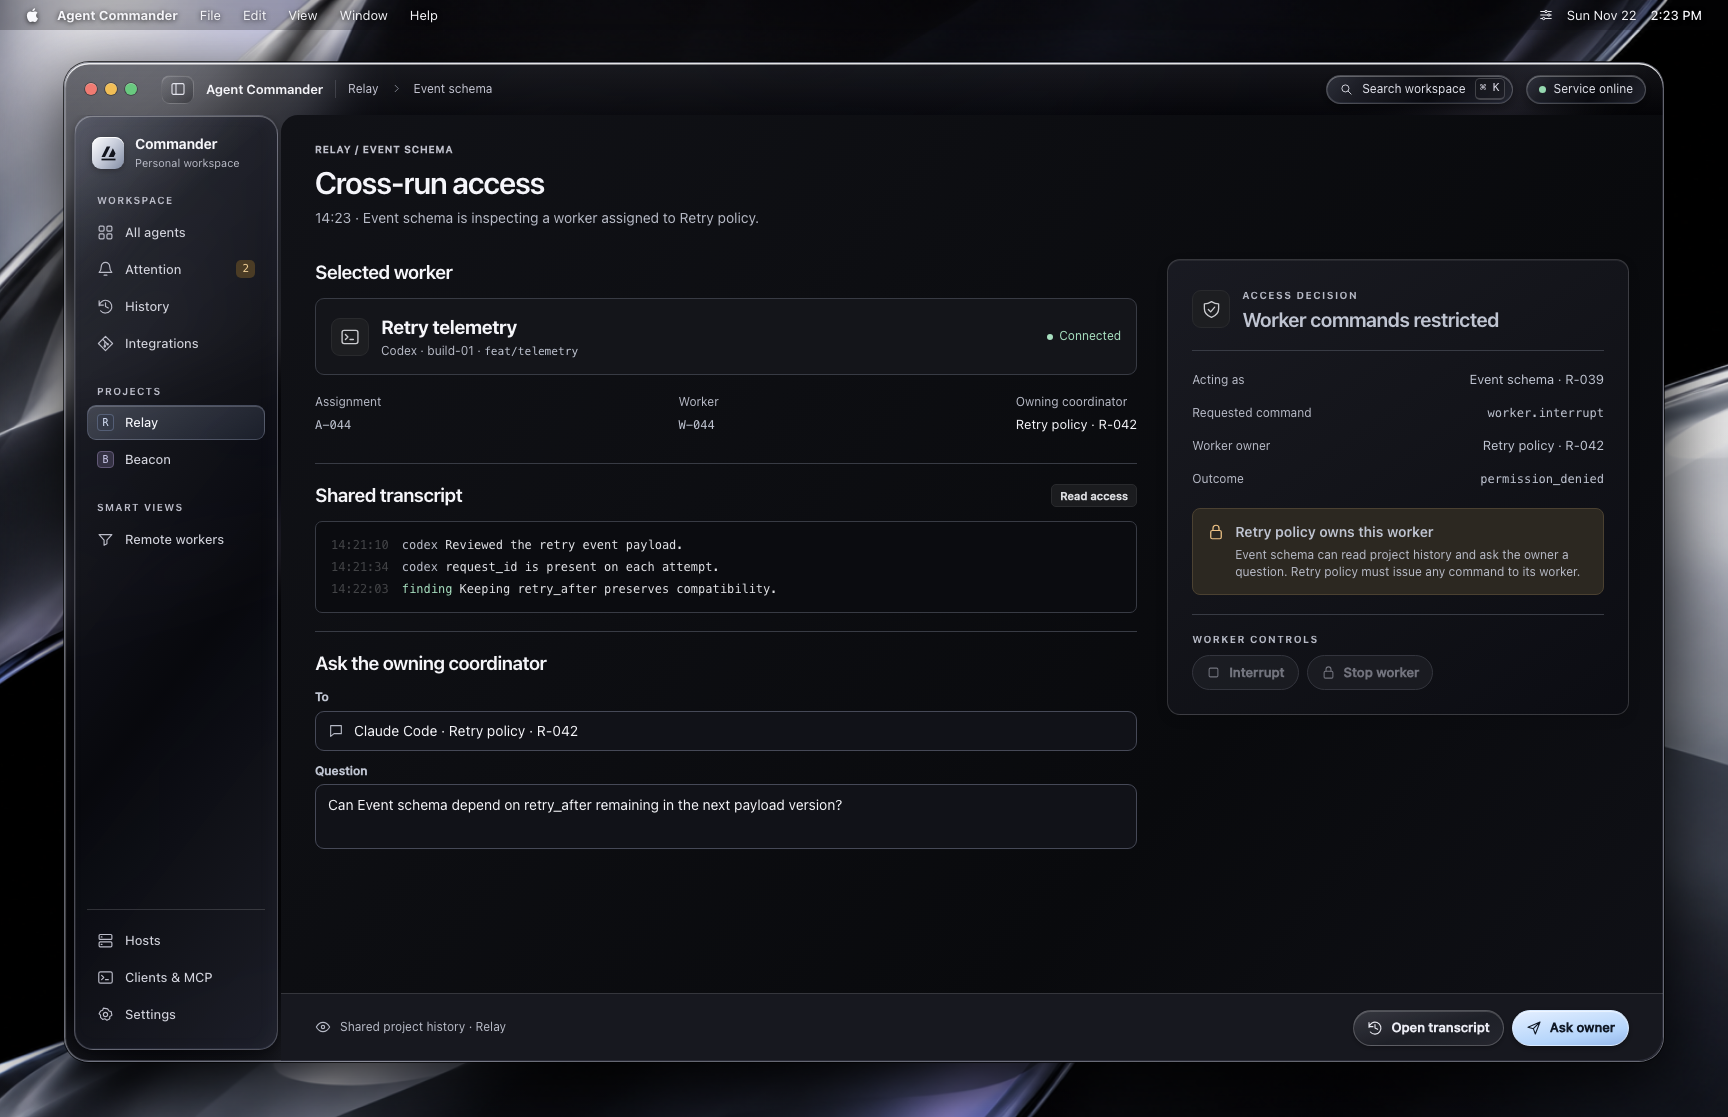 Agent Commander File Edit View Window Help
Sun Nov 22 2:23 PM
Agent Commander Relay Event schema
Search workspace ⌘ K
Service online
Commander
Personal workspace
WORKSPACE
All agents
Attention 2
History
Integrations
PROJECTS
R Relay
B Beacon
SMART VIEWS
Remote workers
Hosts
Clients & MCP
Settings
RELAY / EVENT SCHEMA
Cross-run access
14:23 · Event schema is inspecting a worker assigned to Retry policy.
Selected worker
Retry telemetry
Codex · build-01 · feat/telemetry
Connected
Assignment Worker Owning coordinator
A-044 W-044 Retry policy · R-042
Shared transcript
Read access
14:21:10 codex Reviewed the retry event payload.
14:21:34 codex request_id is present on each attempt.
14:22:03 finding Keeping retry_after preserves compatibility.
Ask the owning coordinator
To
Claude Code · Retry policy · R-042
Question
Can Event schema depend on retry_after remaining in the next payload version?
ACCESS DECISION
Worker commands restricted
Acting as Event schema · R-039
Requested command worker.interrupt
Worker owner Retry policy · R-042
Outcome permission_denied
Retry policy owns this worker
Event schema can read project history and ask the owner a
question. Retry policy must issue any command to its worker.
WORKER CONTROLS
Interrupt Stop worker
Shared project history · Relay
Open transcript Ask owner